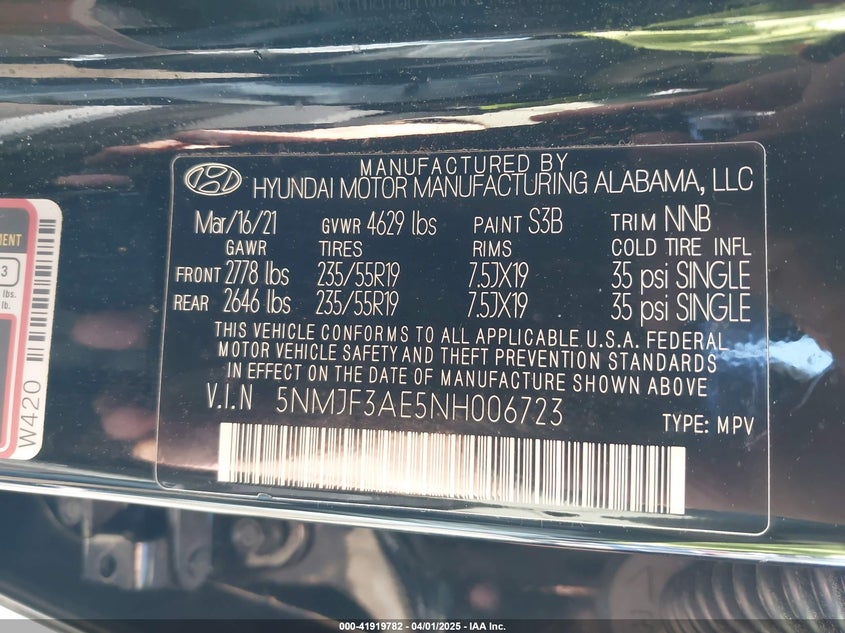 MANUFACTURED BY
HYUNDAI MOTOR MANUFACTURING ALABAMA, LLC
Mar/16/21 GVWR 4629 lbs PAINT S3B TRIM NNB
GAWR TIRES RIMS COLD TIRE INFL
FRONT 2778 lbs 235/55R19 7.5JX19 35 psi SINGLE
REAR 2646 lbs 235/55R19 7.5JX19 35 psi SINGLE
THIS VEHICLE CONFORMS TO ALL APPLICABLE U.S.A. FEDERAL
MOTOR VEHICLE SAFETY AND THEFT PREVENTION STANDARDS
IN EFFECT ON THE DATE OF MANUFACTURE SHOWN ABOVE
V.I.N 5NMJF3AE5NH006723
TYPE: MPV
3
lbs.
lb.
W420
000-41919782 - 04/01/2025 - IAA Inc.